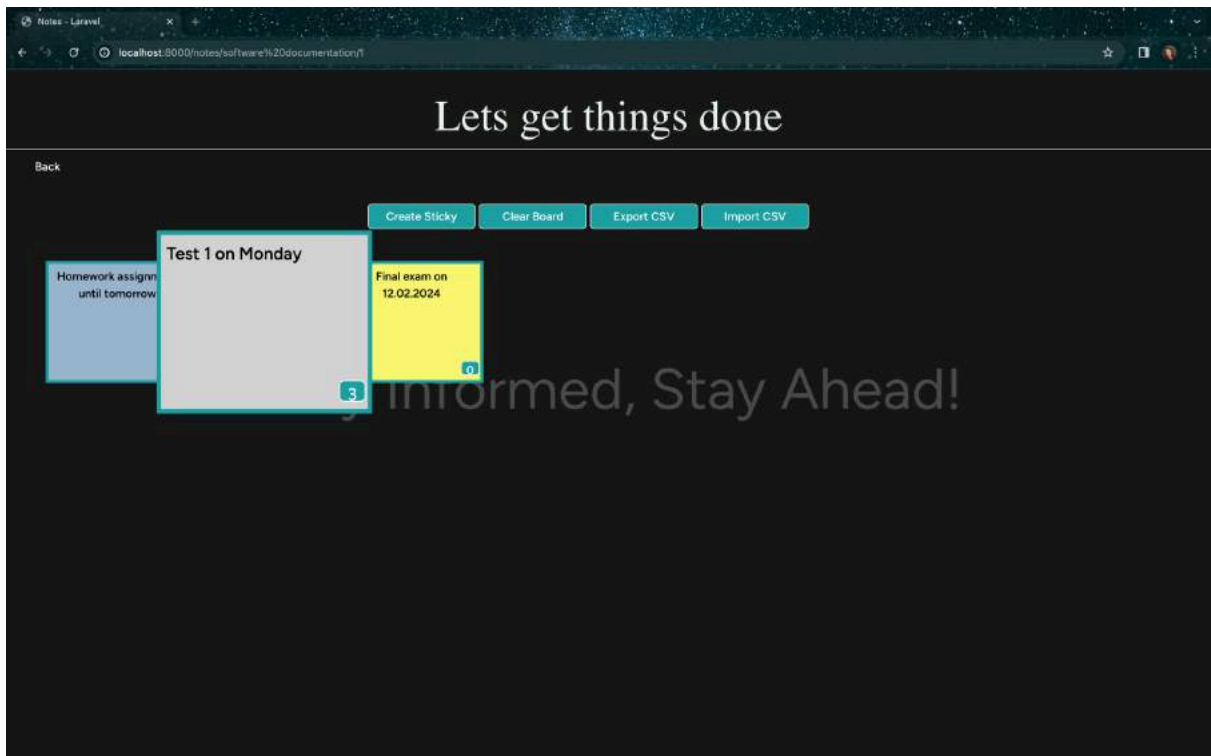 Notes - Laravel
localhost:8000/notes/software%20documentation/1
Lets get things done
Back
Create Sticky
Clear Board
Export CSV
Import CSV
Homework assignm
until tomorrow
Test 1 on Monday
3
Final exam on
12.02.2024
0
Informed, Stay Ahead!